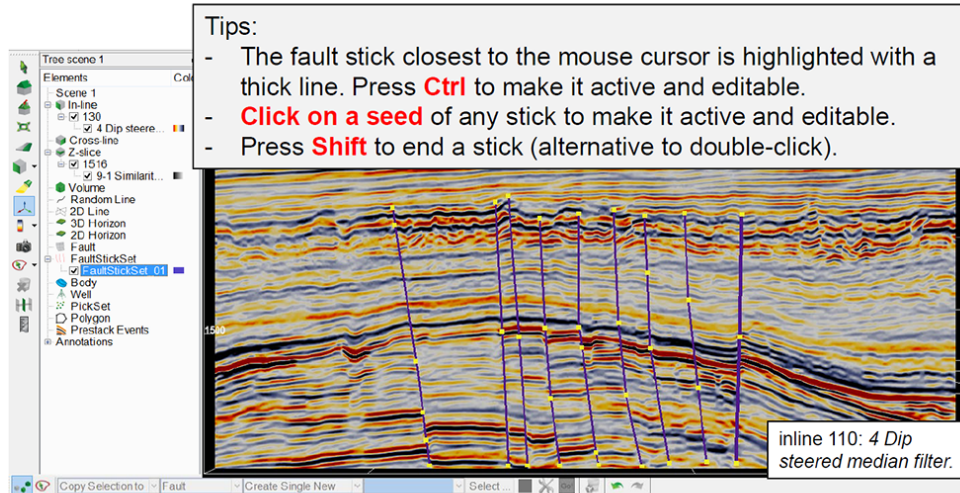 Tips:
- The fault stick closest to the mouse cursor is highlighted with a
thick line. Press Ctrl to make it active and editable.
- Click on a seed of any stick to make it active and editable.
- Press Shift to end a stick (alternative to double-click).
Tree scene 1
Elements
Colo
Scene 1
In-line
130
4 Dip steere...
Cross-line
Z-slice
1516
9-1 Similarit...
Volume
Random Line
2D Line
3D Horizon
2D Horizon
Fault
FaultStickSet
FaultStickSet 01
Body
Well
PickSet
Polygon
Prestack Events
Annotations
1500
inline 110: 4 Dip
steered median filter.
Copy Selection to
Fault
Create Single New
Select ...